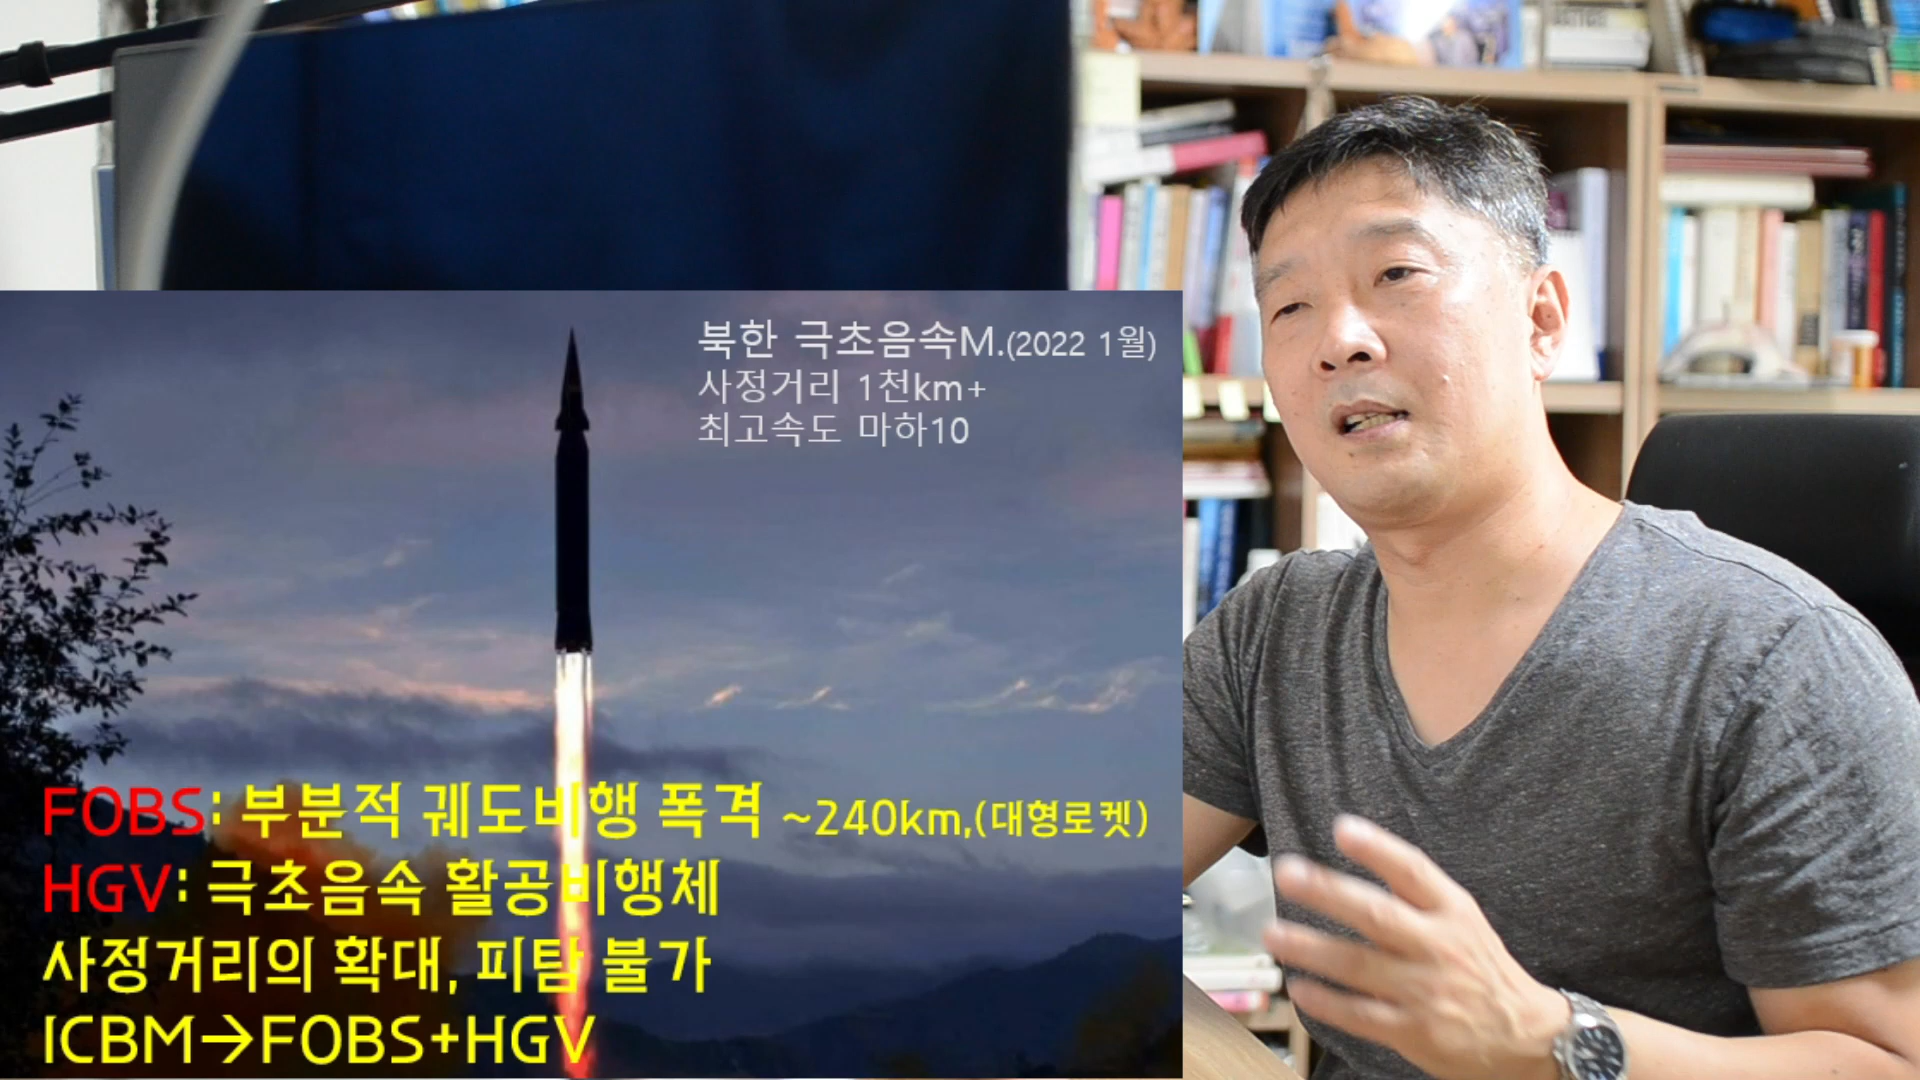 북한 극초음속M.(2022 1월)
사정거리 1천km+
최고속도 마하10
FOBS: 부분적 궤도비행 폭격 ~240km,(대형로켓)
HGV: 극초음속 활공비행체
사정거리의 확대, 피탐 불가
ICBM→FOBS+HGV